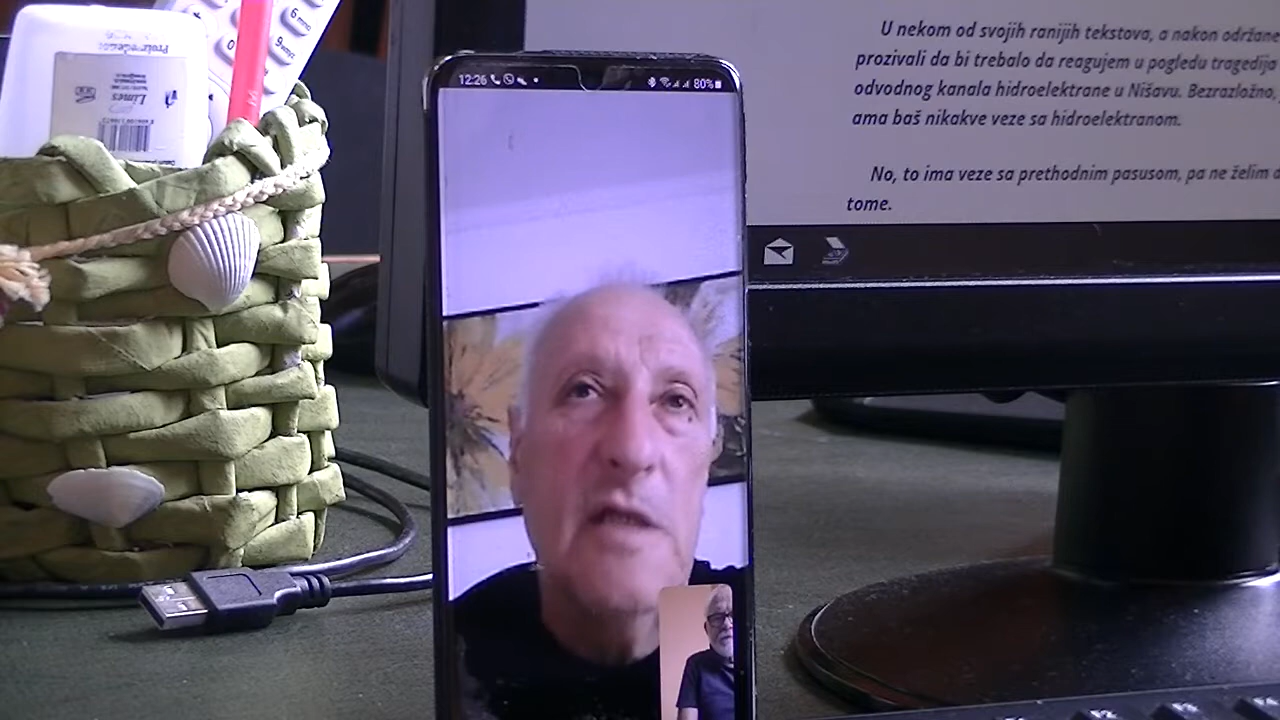 12:26
80%
U nekom od svojih ranijih tekstova, a nakon održane
prozivali da bi trebalo da reagujem u pogledu tragedija
odvodnog kanala hidroelektrane u Nišavu. Bezrazložno,
ama baš nikakve veze sa hidroelektranom.
No, to ima veze sa prethodnim pasusom, pa ne želim
tome.
Limes